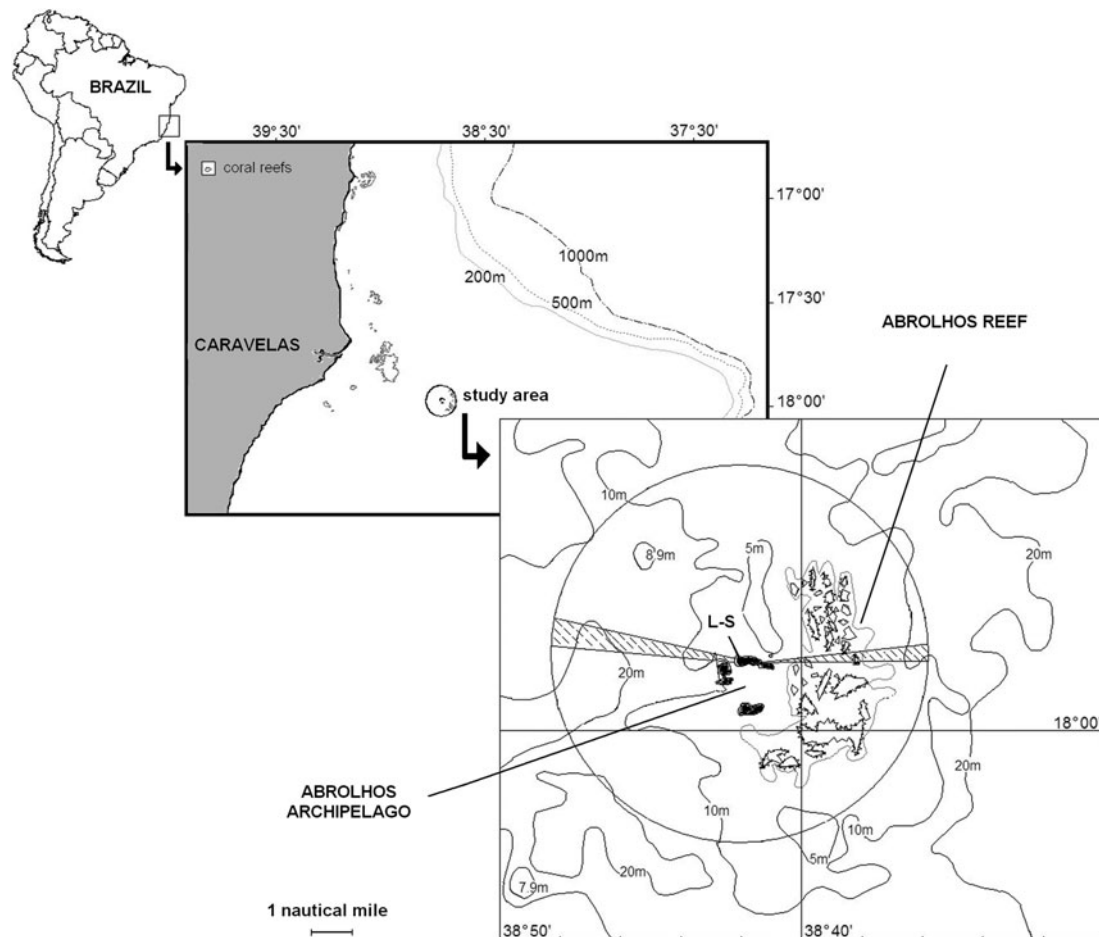 BRAZIL
39°30'
38°30'
37°30'
coral reefs
17°00'
1000m
200m
500m
17°30'
ABROLHOS REEF
CARAVELAS
study area
18°00'
10m
20m
8.9m
5m
L-S
20m
18°00'
20m
ABROLHOS
ARCHIPELAGO
10m
10m
5m
20m
7.9m
1 nautical mile
38°50'
38°40'